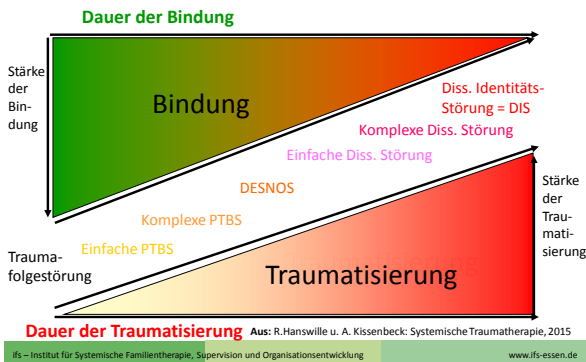 Dauer der Bindung
Stärke
der
Bin-
dung
Bindung
Diss. Identitäts-
Störung = DIS
Komplexe Diss. Störung
Einfache Diss. Störung
DESNOS
Komplexe PTBS
Einfache PTBS
Trauma-
folgestörung
Stärke
der
Trau-
mati-
sierung
Traumatisierung
Dauer der Traumatisierung Aus: R.Hanswille u. A. Kissenbeck: Systemische Traumatherapie, 2015
ifs – Institut für Systemische Familientherapie, Supervision und Organisationsentwicklung www.ifs-essen.de